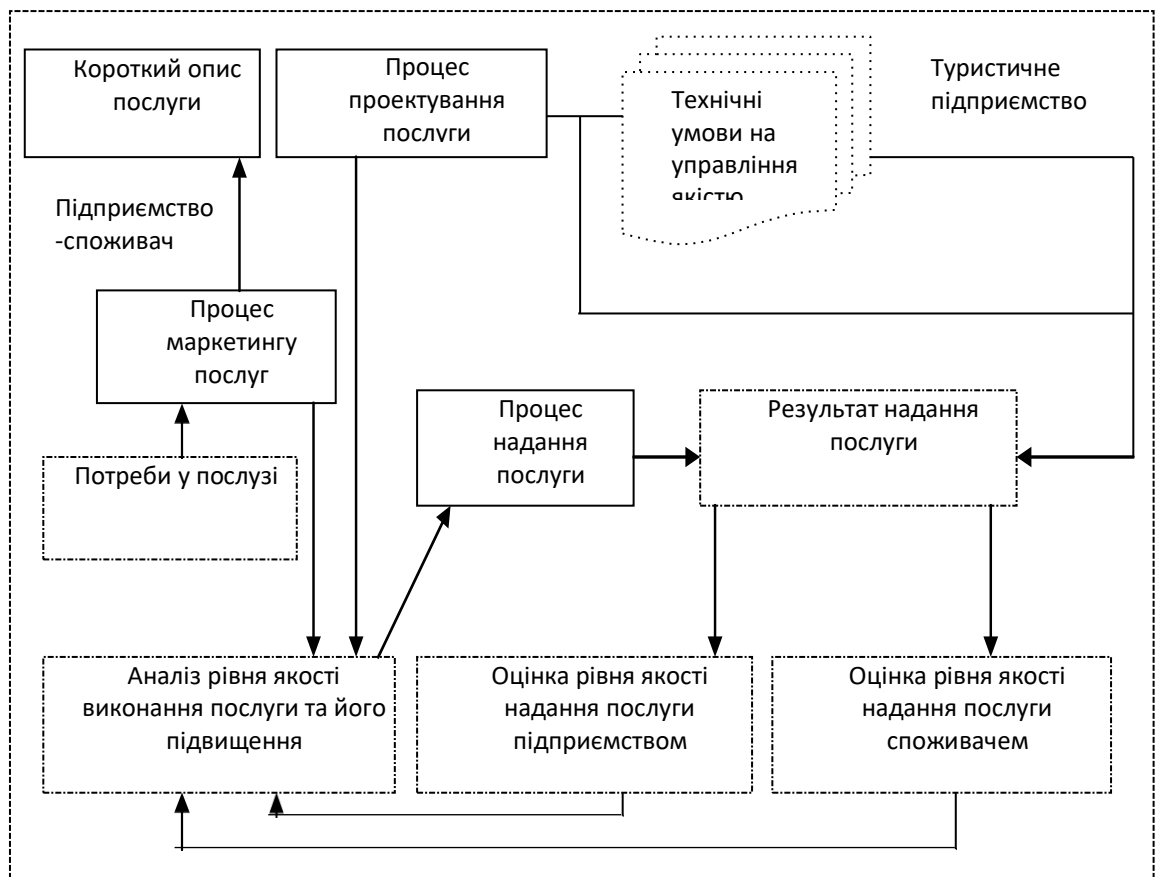 Короткий опис
послуги
Процес
проектування
послуги
Технічні
умови на
управління
якістю
Туристичне
підприємство
Підприємство
-споживач
Процес
маркетингу
послуг
Потреби у послузі
Процес
надання
послуги
Результат надання
послуги
Аналіз рівня якості
виконання послуги та його
підвищення
Оцінка рівня якості
надання послуги
підприємством
Оцінка рівня якості
надання послуги
споживачем